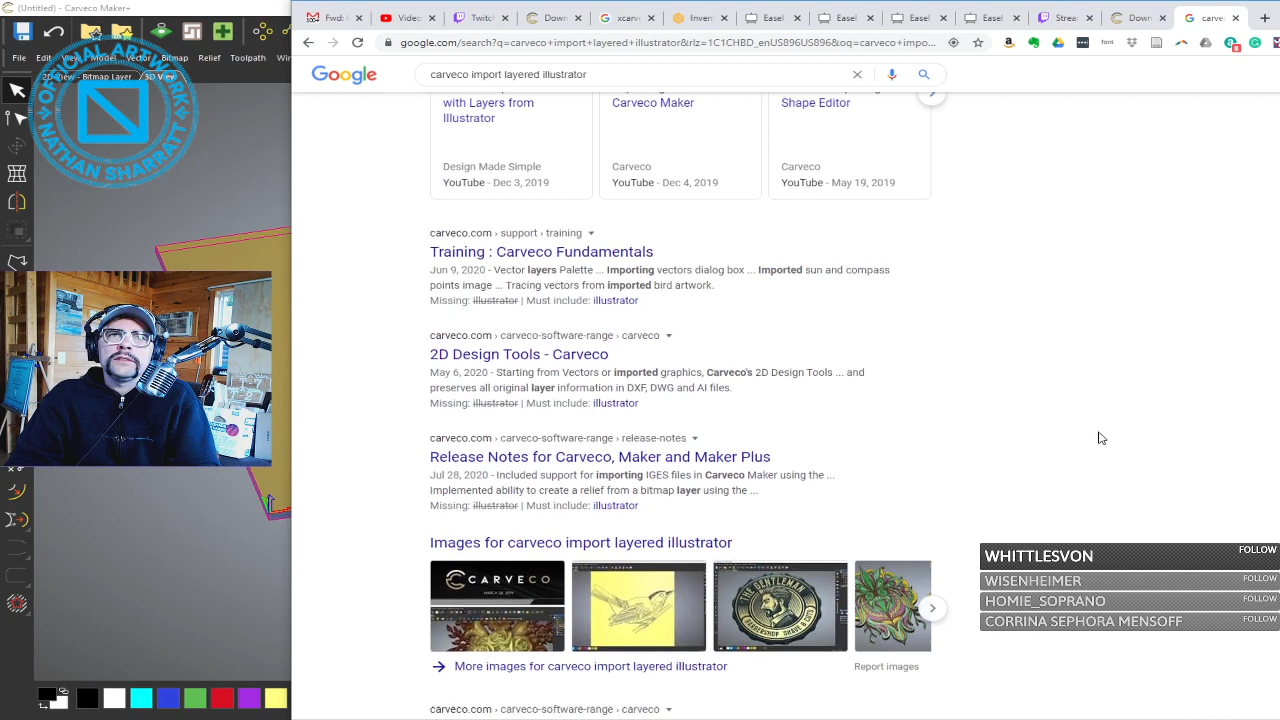 (Untitled) - Carveco Maker+
File Edit View Model Vector Bitmap Relief Toolpath
2D View - Bitmap Layer 3D View
OFFICIAL ARTWORK
NATHAN SHARRATT
Fwd: Video Twitch Down xcarv Inven Easel Easel Easel Easel Strea Down carve
google.com/search?q=carveco+import+layered+illustrator&rlz=1C1CHBD_enUS896US896&oq=carveco+impo...
Google
carveco import layered illustrator
with Layers from
Illustrator
Design Made Simple
YouTube - Dec 3, 2019
Carveco Maker
Carveco
YouTube - Dec 4, 2019
Shape Editor
Carveco
YouTube - May 19, 2019
carveco.com › support › training
Training : Carveco Fundamentals
Jun 9, 2020 - Vector layers Palette ... Importing vectors dialog box ... Imported sun and compass
points image ... Tracing vectors from imported bird artwork.
Missing: illustrator | Must include: illustrator
carveco.com › carveco-software-range › carveco
2D Design Tools - Carveco
May 6, 2020 - Starting from Vectors or imported graphics, Carveco's 2D Design Tools ... and
preserves all original layer information in DXF, DWG and AI files.
Missing: illustrator | Must include: illustrator
carveco.com › carveco-software-range › release-notes
Release Notes for Carveco, Maker and Maker Plus
Jul 28, 2020 - Included support for importing IGES files in Carveco Maker using the ...
Implemented ability to create a relief from a bitmap layer using the ...
Missing: illustrator | Must include: illustrator
Images for carveco import layered illustrator
CARVECO
THE GENTLEMEN
More images for carveco import layered illustrator
Report images
carveco.com › carveco-software-range › carveco
WHITTLESVON FOLLOW
WISENHEIMER FOLLOW
HOMIE_SOPRANO FOLLOW
CORRINA SEPHORA MENSOFF FOLLOW